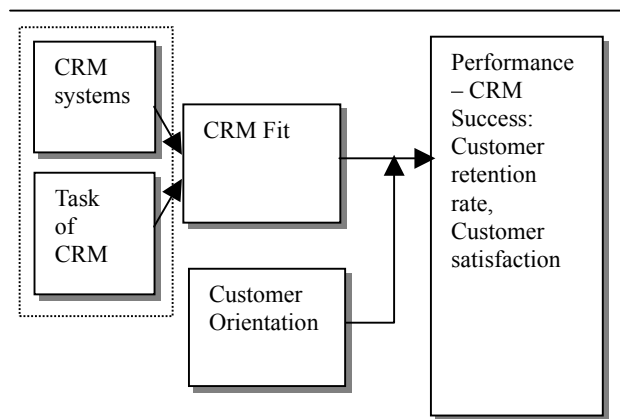 CRM
systems
Task
of
CRM
CRM Fit
Customer
Orientation
Performance
– CRM
Success:
Customer
retention
rate,
Customer
satisfaction